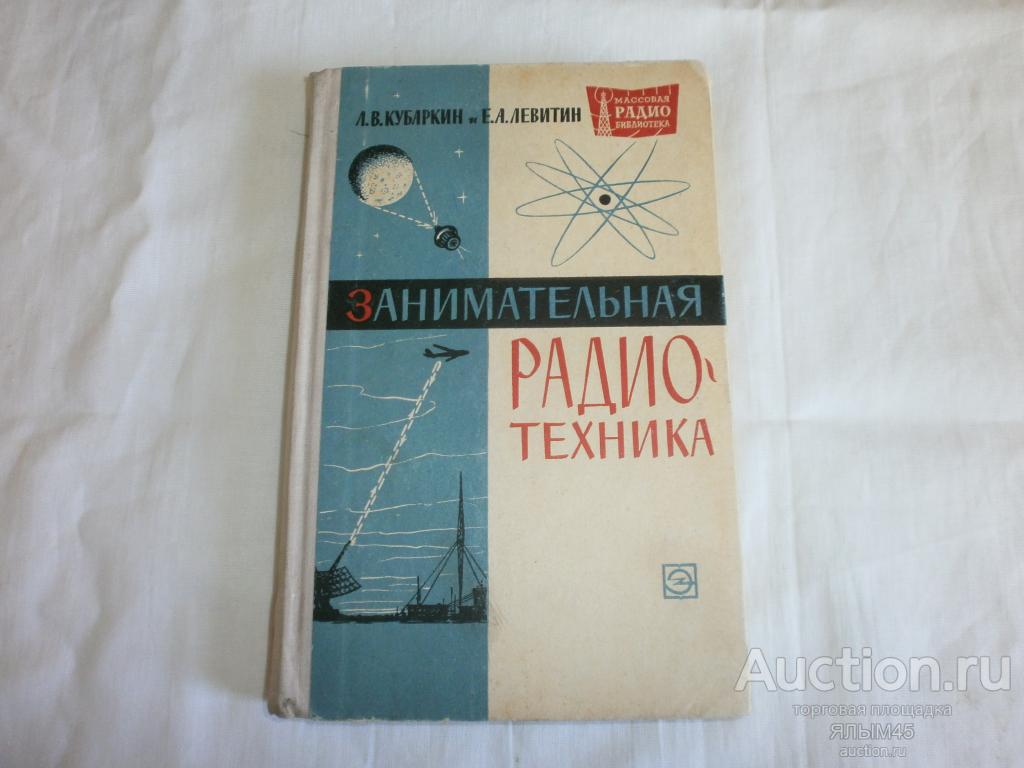 Л.В.КУБАРКИН и Е.А.ЛЕВИТИН
МАССОВАЯ
РАДИО
БИБЛИОТЕКА
ЗАНИМАТЕЛЬНАЯ
РАДИО-
ТЕХНИКА
Auction.ru
торговая площадка
ЯЛЫМ45
auction.ru